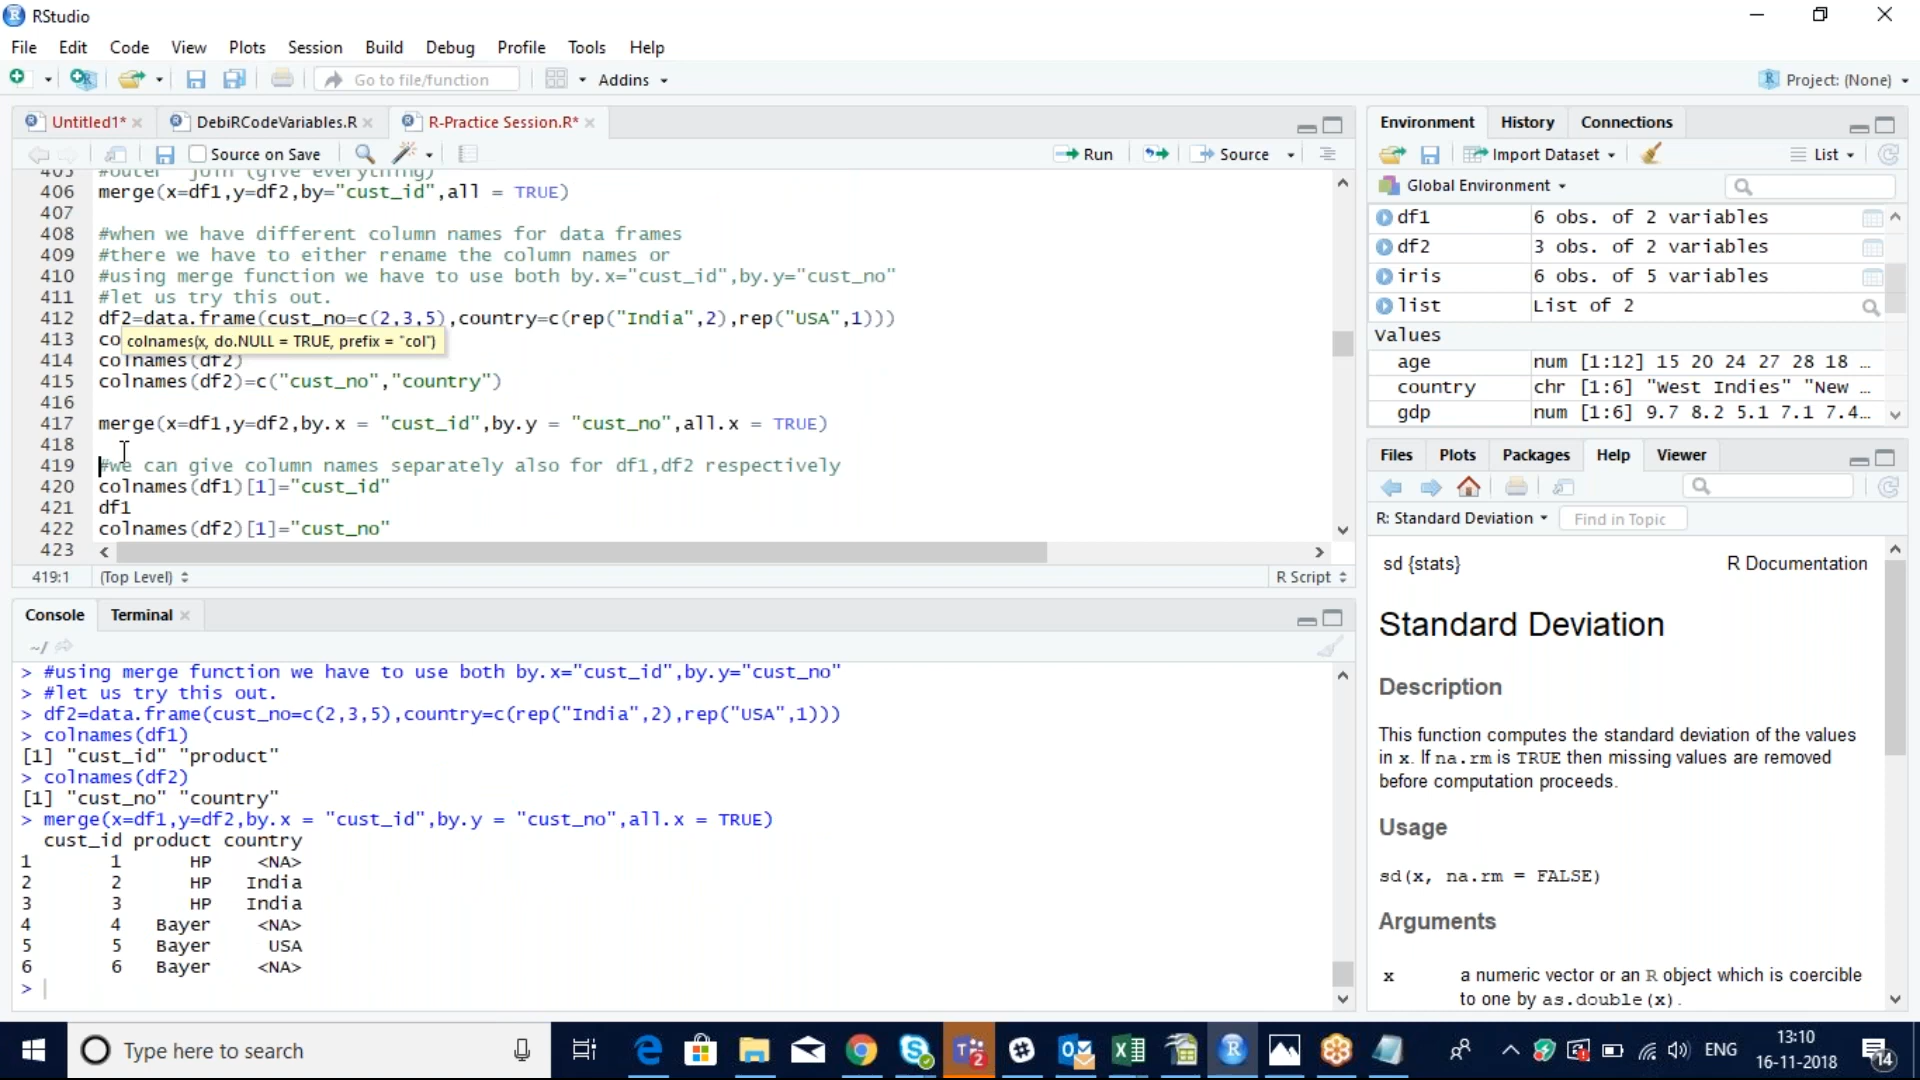 RStudio
File Edit Code View Plots Session Build Debug Profile Tools Help
Go to file/function Addins Project: (None)
Untitled1* DebiRCodeVariables.R R-Practice Session.R*
Source on Save Run Source
405 #outer join (give everything)
406 merge(x=df1,y=df2,by="cust_id",all = TRUE)
407
408 #when we have different column names for data frames
409 #there we have to either rename the column names or
410 #using merge function we have to use both by.x="cust_id",by.y="cust_no"
411 #let us try this out.
412 df2=data.frame(cust_no=c(2,3,5),country=c(rep("India",2),rep("USA",1)))
413 co colnames(x, do.NULL = TRUE, prefix = "col")
414 colnames(df2)
415 colnames(df2)=c("cust_no","country")
416
417 merge(x=df1,y=df2,by.x = "cust_id",by.y = "cust_no",all.x = TRUE)
418
419 #we can give column names separately also for df1,df2 respectively
420 colnames(df1)[1]="cust_id"
421 df1
422 colnames(df2)[1]="cust_no"
423
419:1 (Top Level) R Script
Console Terminal
~/
> #using merge function we have to use both by.x="cust_id",by.y="cust_no"
> #let us try this out.
> df2=data.frame(cust_no=c(2,3,5),country=c(rep("India",2),rep("USA",1)))
> colnames(df1)
[1] "cust_id" "product"
> colnames(df2)
[1] "cust_no" "country"
> merge(x=df1,y=df2,by.x = "cust_id",by.y = "cust_no",all.x = TRUE)
cust_id product country
1 1 HP <NA>
2 2 HP India
3 3 HP India
4 4 Bayer <NA>
5 5 Bayer USA
6 6 Bayer <NA>
>
Environment History Connections
Import Dataset List
Global Environment
df1 6 obs. of 2 variables
df2 3 obs. of 2 variables
iris 6 obs. of 5 variables
list List of 2
Values
age num [1:12] 15 20 24 27 28 18 ...
country chr [1:6] "West Indies" "New ...
gdp num [1:6] 9.7 8.2 5.1 7.1 7.4...
Files Plots Packages Help Viewer
R: Standard Deviation Find in Topic
sd {stats} R Documentation
Standard Deviation
Description
This function computes the standard deviation of the values
in x. If na.rm is TRUE then missing values are removed
before computation proceeds.
Usage
sd(x, na.rm = FALSE)
Arguments
x a numeric vector or an R object which is coercible
to one by as.double(x).
Type here to search
ENG
13:10
16-11-2018
14